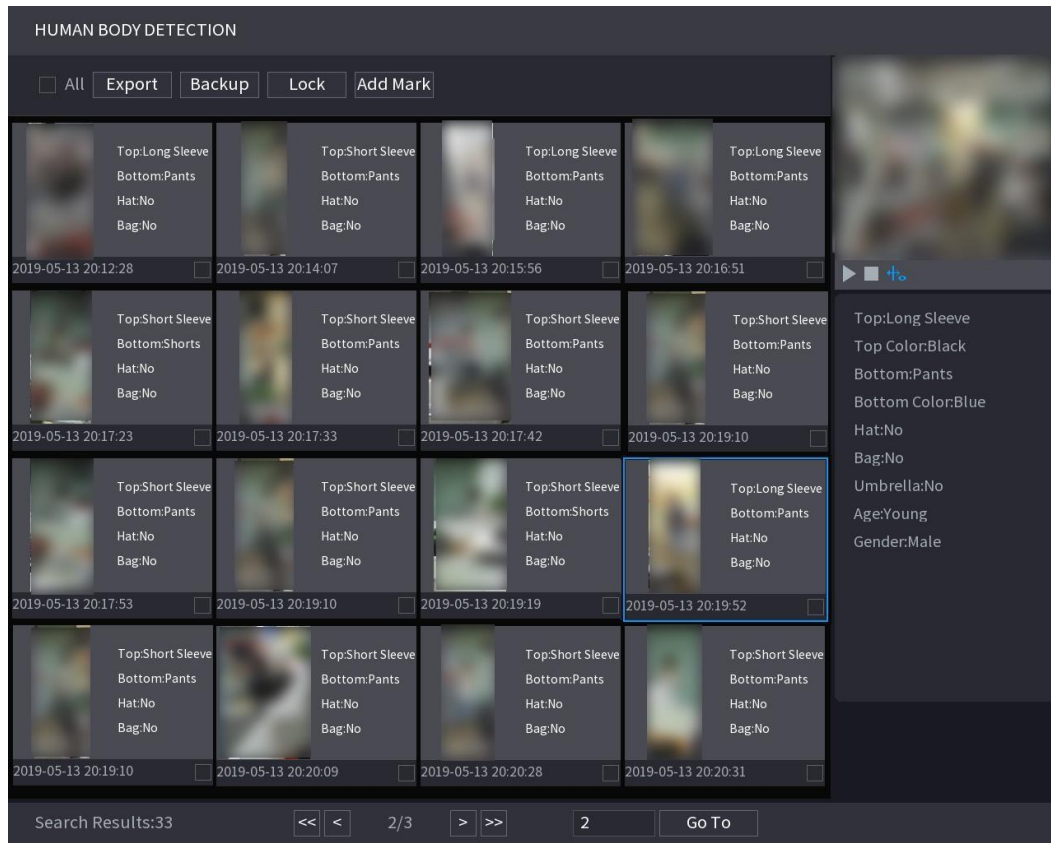 HUMAN BODY DETECTION
All Export Backup Lock Add Mark
Top:Long Sleeve
Bottom:Pants
Hat:No
Bag:No
2019-05-13 20:12:28
Top:Short Sleeve
Bottom:Pants
Hat:No
Bag:No
2019-05-13 20:14:07
Top:Long Sleeve
Bottom:Pants
Hat:No
Bag:No
2019-05-13 20:15:56
Top:Long Sleeve
Bottom:Pants
Hat:No
Bag:No
2019-05-13 20:16:51
Top:Short Sleeve
Bottom:Shorts
Hat:No
Bag:No
2019-05-13 20:17:23
Top:Short Sleeve
Bottom:Pants
Hat:No
Bag:No
2019-05-13 20:17:33
Top:Short Sleeve
Bottom:Pants
Hat:No
Bag:No
2019-05-13 20:17:42
Top:Short Sleeve
Bottom:Pants
Hat:No
Bag:No
2019-05-13 20:19:10
Top:Short Sleeve
Bottom:Pants
Hat:No
Bag:No
2019-05-13 20:17:53
Top:Short Sleeve
Bottom:Pants
Hat:No
Bag:No
2019-05-13 20:19:10
Top:Short Sleeve
Bottom:Shorts
Hat:No
Bag:No
2019-05-13 20:19:19
Top:Long Sleeve
Bottom:Pants
Hat:No
Bag:No
2019-05-13 20:19:52
Top:Short Sleeve
Bottom:Pants
Hat:No
Bag:No
2019-05-13 20:19:10
Top:Short Sleeve
Bottom:Pants
Hat:No
Bag:No
2019-05-13 20:20:09
Top:Short Sleeve
Bottom:Pants
Hat:No
Bag:No
2019-05-13 20:20:28
Top:Short Sleeve
Bottom:Pants
Hat:No
Bag:No
2019-05-13 20:20:31
Top:Long Sleeve
Top Color:Black
Bottom:Pants
Bottom Color:Blue
Hat:No
Bag:No
Umbrella:No
Age:Young
Gender:Male
Search Results:33 << < 2/3 > >> 2 Go To